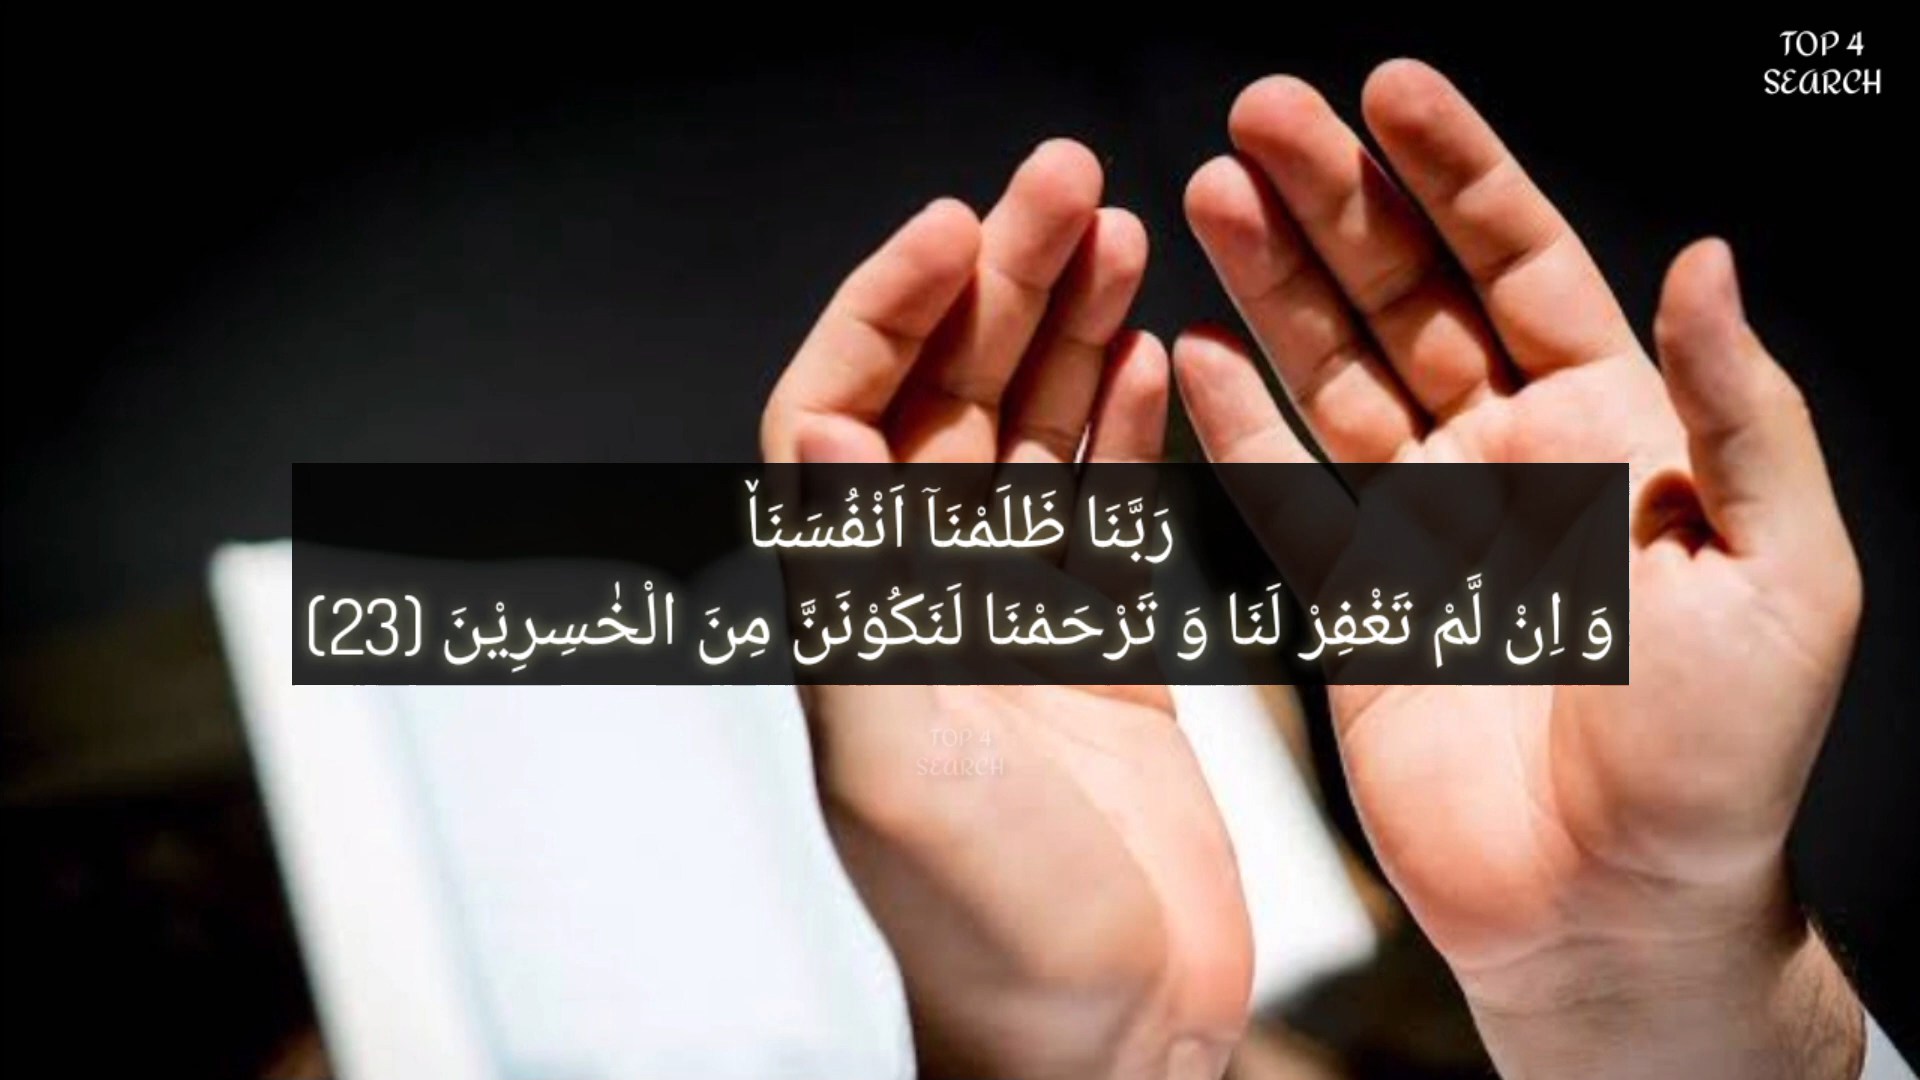 TOP 4
SEARCH
رَبَّنَا ظَلَمْنَآ اَنْفُسَنَاٚ
وَ اِنْ لَّمْ تَغْفِرْ لَنَا وَ تَرْحَمْنَا لَنَكُوْنَنَّ مِنَ الْخٰسِرِیْنَ (23)
TOP 4
SEARCH